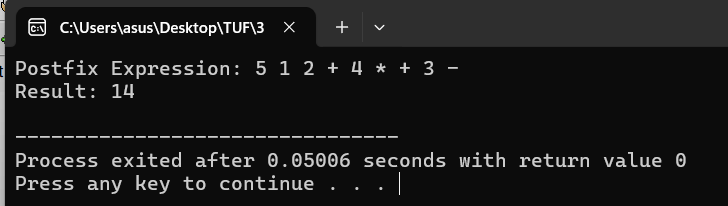 C:\Users\asus\Desktop\TUF\3
Postfix Expression: 5 1 2 + 4 * + 3 -
Result: 14
--------------------------------
Process exited after 0.05006 seconds with return value 0
Press any key to continue . . .